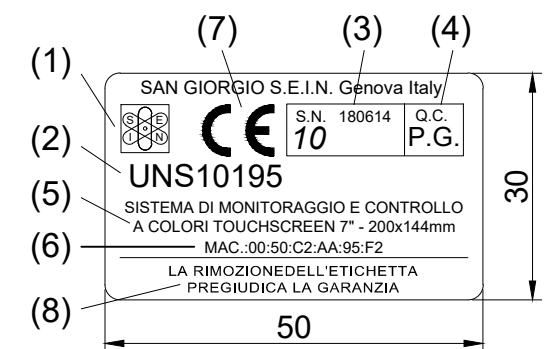 (7) (3) (4)
(1) SAN GIORGIO S.E.I.N. Genova Italy
S E I N CE S.N. 180614 Q.C.
10 P.G.
(2) UNS10195
(5) SISTEMA DI MONITORAGGIO E CONTROLLO
A COLORI TOUCHSCREEN 7" - 200x144mm
(6) MAC.:00:50:C2:AA:95:F2
LA RIMOZIONEDELL'ETICHETTA
(8) PREGIUDICA LA GARANZIA
30
50